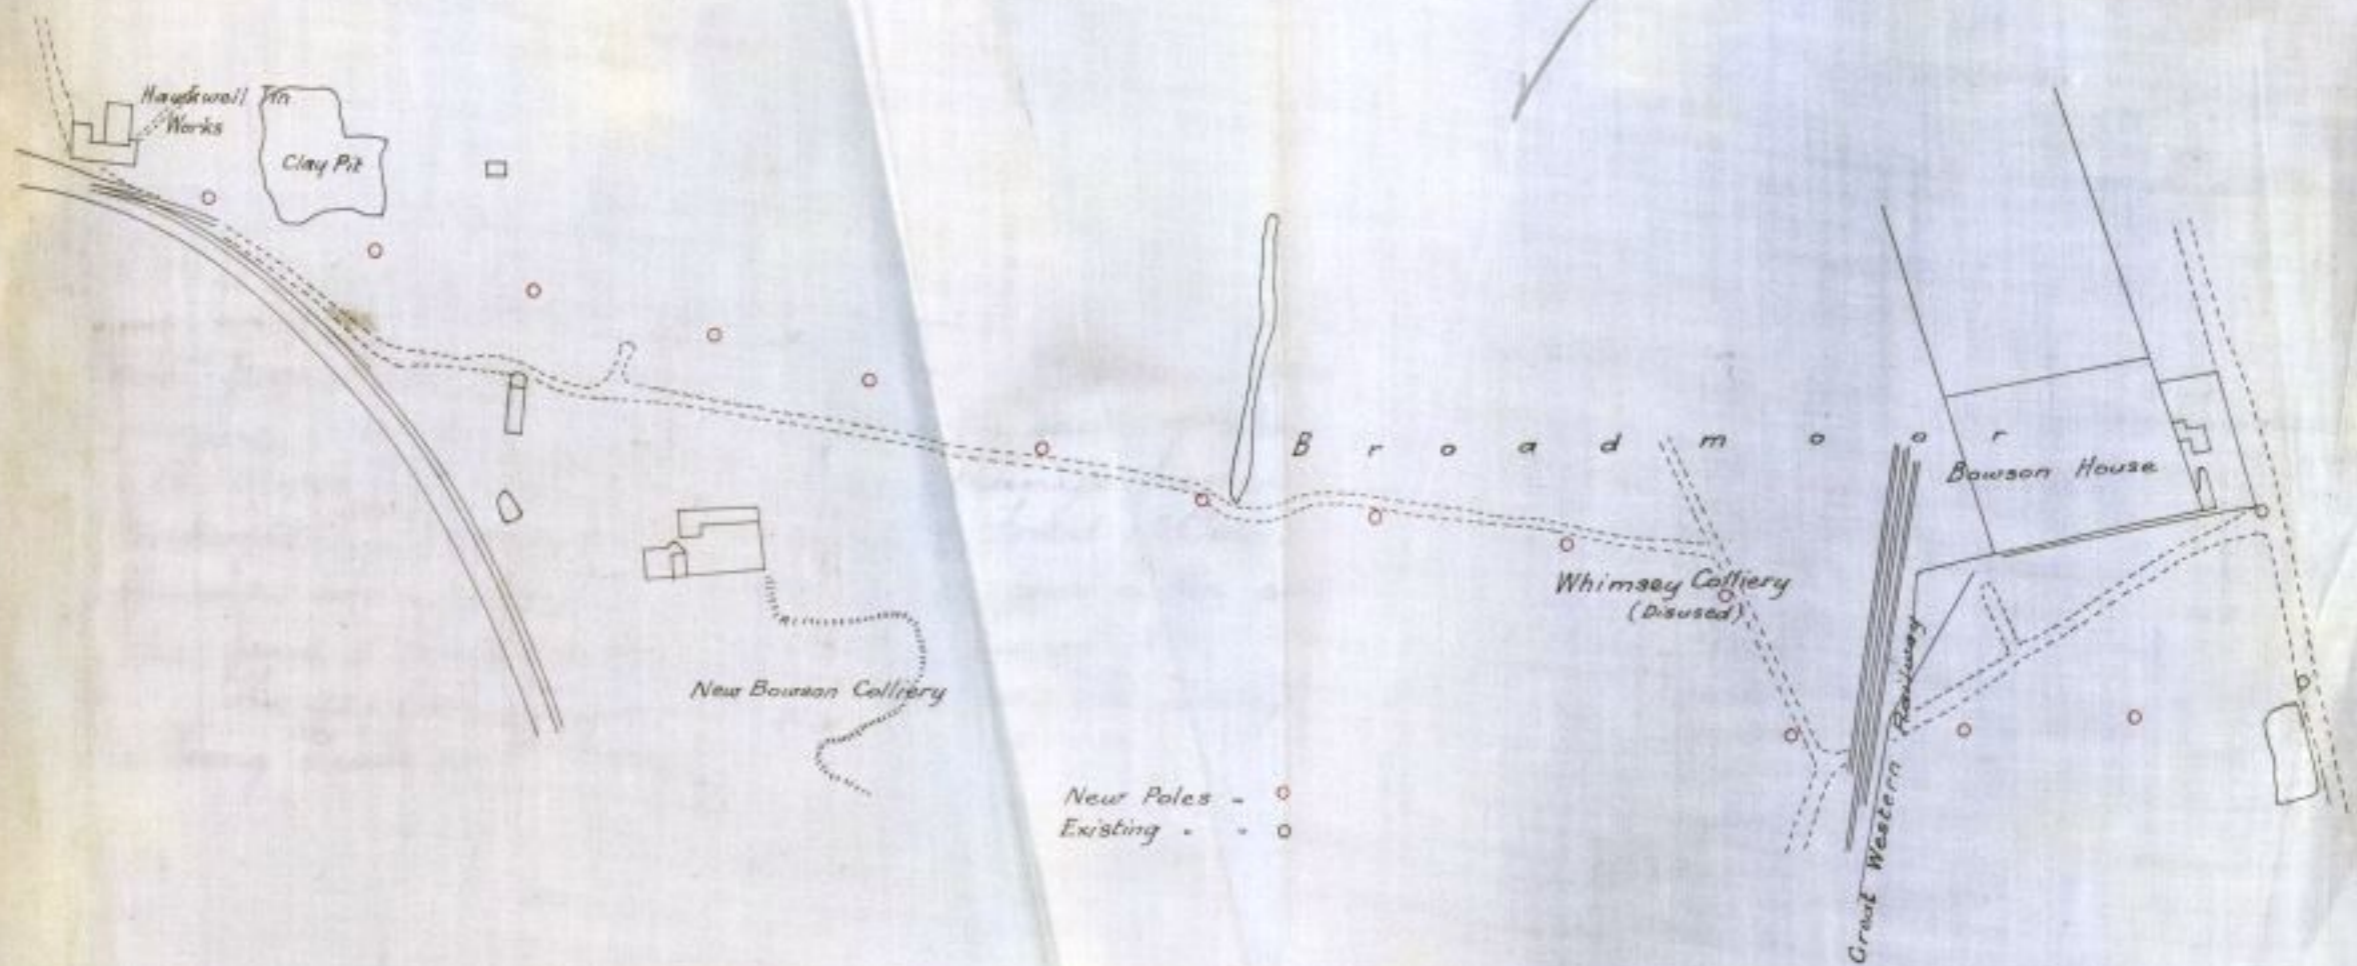 Hawkwell Tin
Works
Clay Pit
Broadmoor
Bowson House
Whimsey Colliery
(Disused)
New Bowson Colliery
Great Western Railway
New Poles -
Existing " -